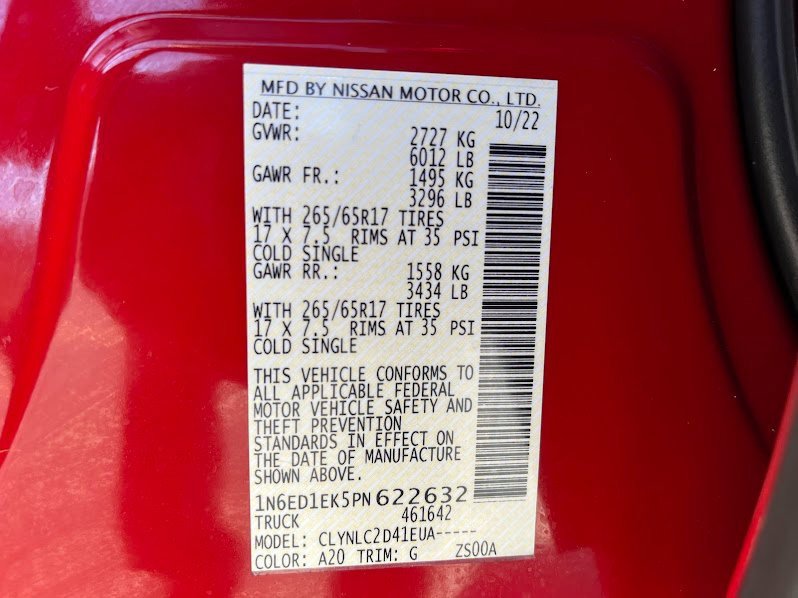 MFD BY NISSAN MOTOR CO., LTD.
DATE: 10/22
GVWR: 2727 KG
6012 LB
GAWR FR.: 1495 KG
3296 LB
WITH 265/65R17 TIRES
17 X 7.5 RIMS AT 35 PSI
COLD SINGLE
GAWR RR.: 1558 KG
3434 LB
WITH 265/65R17 TIRES
17 X 7.5 RIMS AT 35 PSI
COLD SINGLE
THIS VEHICLE CONFORMS TO
ALL APPLICABLE FEDERAL
MOTOR VEHICLE SAFETY AND
THEFT PREVENTION
STANDARDS IN EFFECT ON
THE DATE OF MANUFACTURE
SHOWN ABOVE.
1N6ED1EK5PN622632
TRUCK 461642
MODEL: CLYNLC2D41EUA-----
COLOR: A20 TRIM: G ZS00A